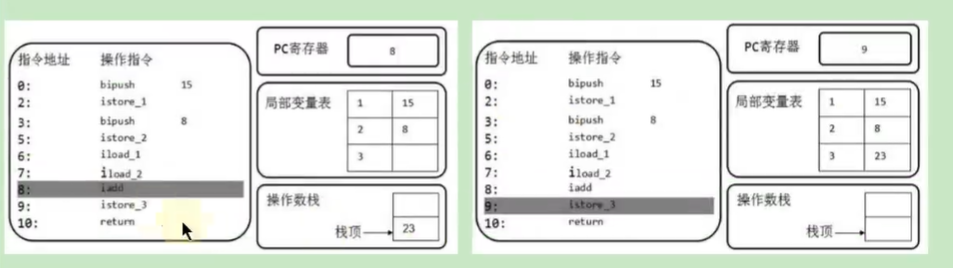 指令地址 操作指令
0: bipush 15
2: istore_1
3: bipush 8
5: istore_2
6: iload_1
7: iload_2
8: iadd
9: istore_3
10: return
PC寄存器 8
局部变量表
1 15
2 8
3
操作数栈
栈顶 23
指令地址 操作指令
0: bipush 15
2: istore_1
3: bipush 8
5: istore_2
6: iload_1
7: iload_2
8: iadd
9: istore_3
10: return
PC寄存器 9
局部变量表
1 15
2 8
3 23
操作数栈
栈顶